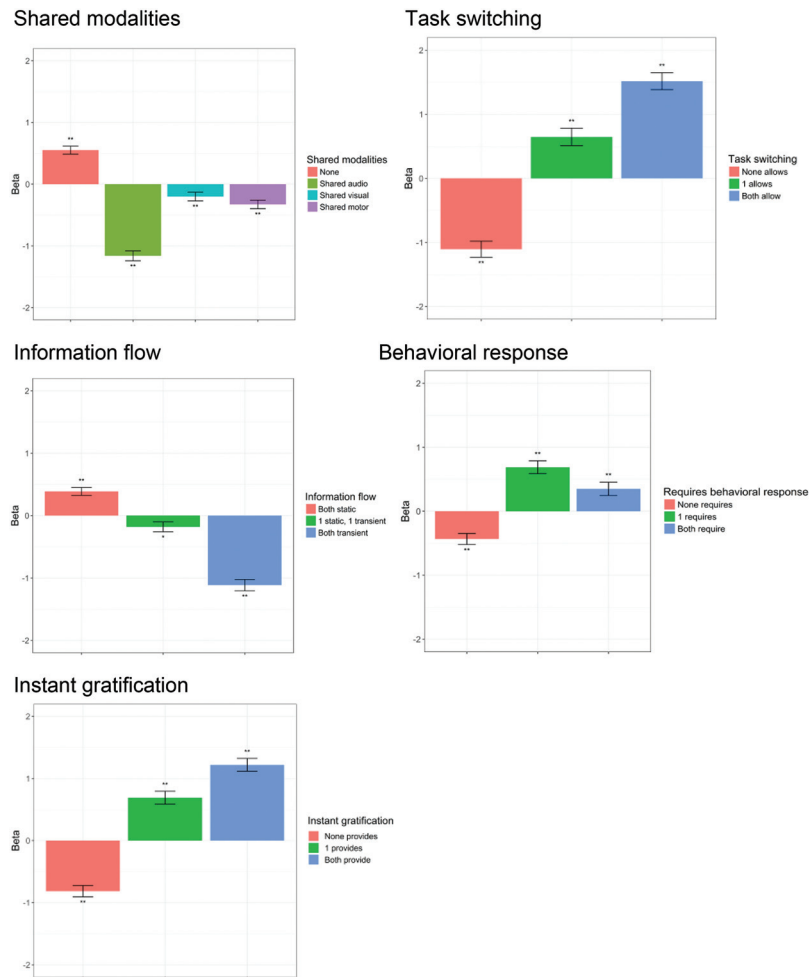 Shared modalities
2
1
0
-1
-2
Beta
**
**
**
**
Shared modalities
None
Shared audio
Shared visual
Shared motor
Task switching
2
1
0
-1
-2
Beta
**
**
**
Task switching
None allows
1 allows
Both allow
Information flow
2
1
0
-1
-2
Beta
**
*
**
Information flow
Both static
1 static, 1 transient
Both transient
Behavioral response
2
1
0
-1
-2
Beta
**
**
**
Requires behavioral response
None requires
1 requires
Both require
Instant gratification
2
1
0
-1
-2
Beta
**
**
**
Instant gratification
None provides
1 provides
Both provide